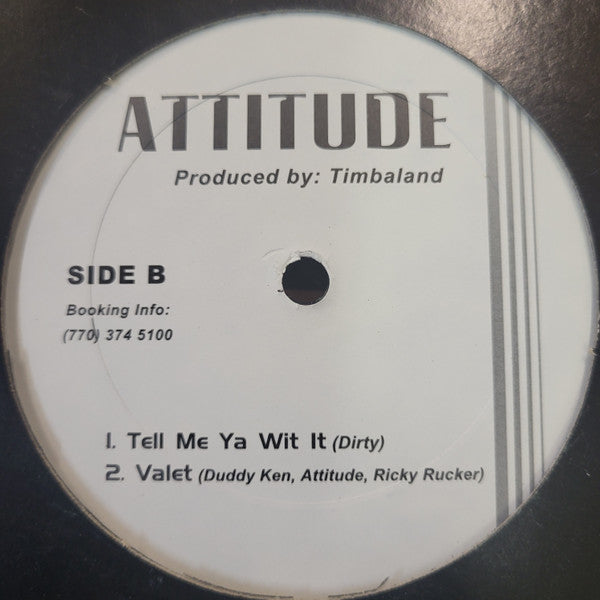 ATTITUDE
Produced by: Timbaland
SIDE B
Booking Info:
(770) 374 5100
1. Tell Me Ya Wit It (Dirty)
2. Valet (Duddy Ken, Attitude, Ricky Rucker)